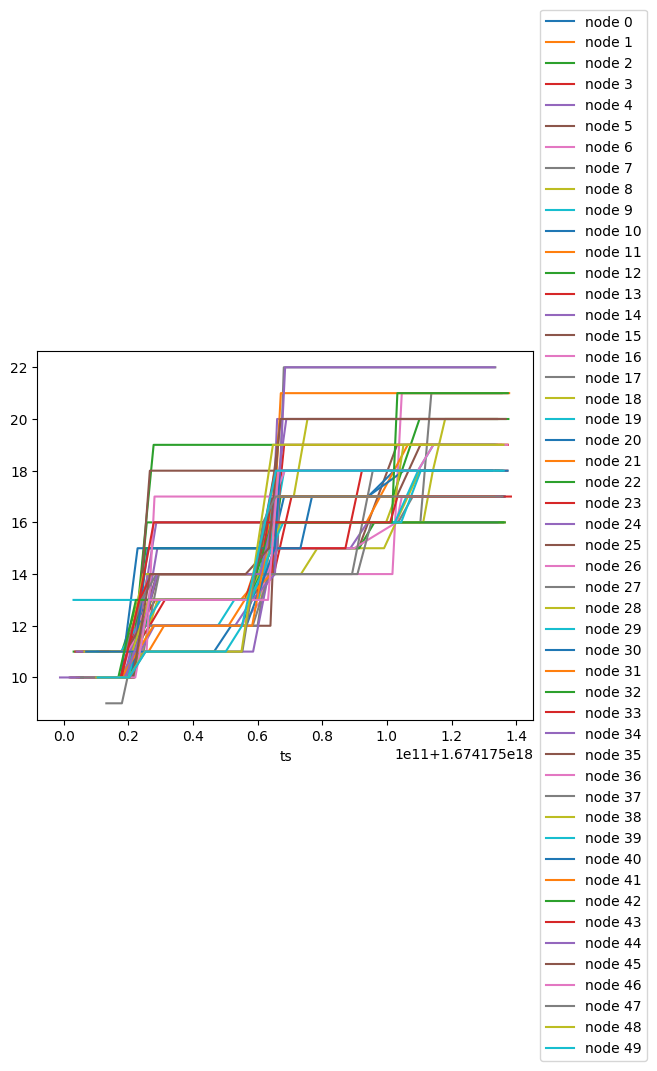 node 0
node 1
node 2
node 3
node 4
node 5
node 6
node 7
node 8
node 9
node 10
node 11
node 12
node 13
node 14
node 15
node 16
node 17
node 18
node 19
node 20
node 21
node 22
node 23
node 24
node 25
node 26
node 27
node 28
node 29
node 30
node 31
node 32
node 33
node 34
node 35
node 36
node 37
node 38
node 39
node 40
node 41
node 42
node 43
node 44
node 45
node 46
node 47
node 48
node 49
22
20
18
16
14
12
10
0.0 0.2 0.4 0.6 0.8 1.0 1.2 1.4
ts
1e11+1.674175e18